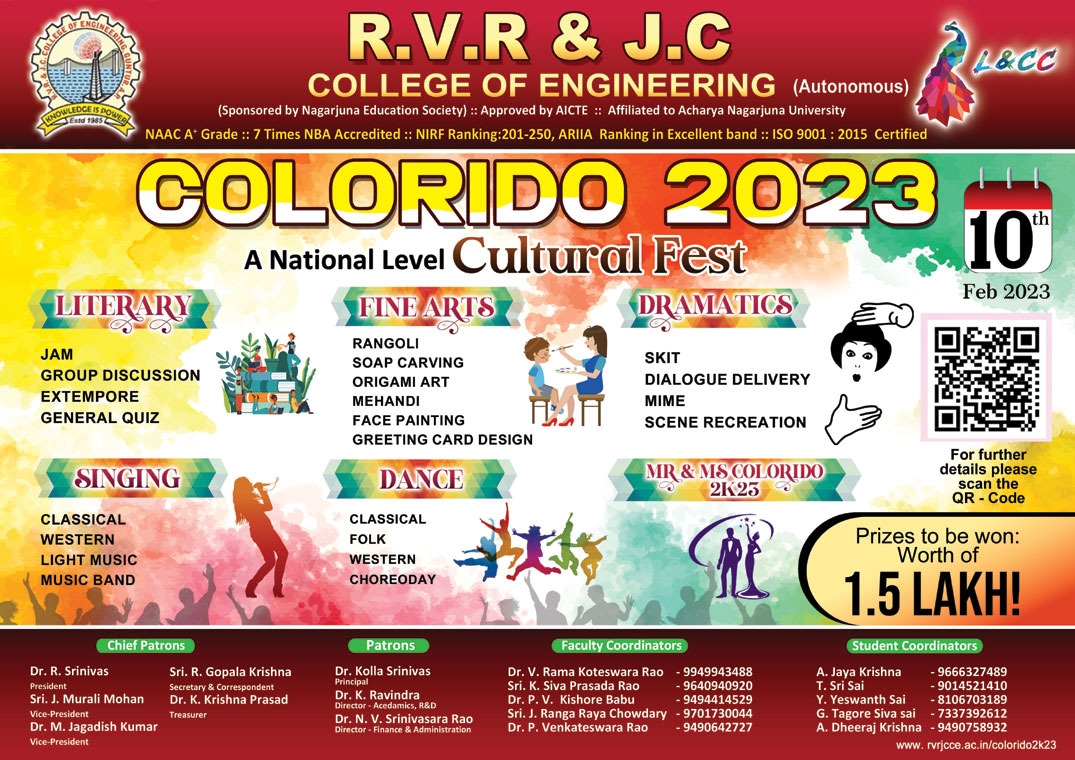 R.V.R & J.C
COLLEGE OF ENGINEERING (Autonomous)
(Sponsored by Nagarjuna Education Society) :: Approved by AICTE :: Affiliated to Acharya Nagarjuna University
NAAC A+ Grade :: 7 Times NBA Accredited :: NIRF Ranking:201-250, ARIIA Ranking in Excellent band :: ISO 9001 : 2015 Certified
R.V.R. & J.C. COLLEGE OF ENGINEERING, GUNTUR, A.P
KNOWLEDGE IS POWER
Estd 1985
L&CC
COLORIDO 2023
A National Level Cultural Fest
10th
Feb 2023
LITERARY
JAM
GROUP DISCUSSION
EXTEMPORE
GENERAL QUIZ
FINE ARTS
RANGOLI
SOAP CARVING
ORIGAMI ART
MEHANDI
FACE PAINTING
GREETING CARD DESIGN
DRAMATICS
SKIT
DIALOGUE DELIVERY
MIME
SCENE RECREATION
For further
details please
scan the
QR - Code
SINGING
CLASSICAL
WESTERN
LIGHT MUSIC
MUSIC BAND
DANCE
CLASSICAL
FOLK
WESTERN
CHOREODAY
MR & MS COLORIDO
2K23
Prizes to be won:
Worth of
1.5 LAKH!
Chief Patrons
Dr. R. Srinivas
President
Sri. J. Murali Mohan
Vice-President
Dr. M. Jagadish Kumar
Vice-President
Sri. R. Gopala Krishna
Secretary & Correspondent
Dr. K. Krishna Prasad
Treasurer
Patrons
Dr. Kolla Srinivas
Principal
Dr. K. Ravindra
Director - Acedamics, R&D
Dr. N. V. Srinivasara Rao
Director - Finance & Administration
Faculty Coordinators
Dr. V. Rama Koteswara Rao - 9949943488
Sri. K. Siva Prasada Rao - 9640940920
Dr. P. V. Kishore Babu - 9494414529
Sri. J. Ranga Raya Chowdary - 9701730044
Dr. P. Venkateswara Rao - 9490642727
Student Coordinators
A. Jaya Krishna - 9666327489
T. Sri Sai - 9014521410
Y. Yeswanth Sai - 8106703189
G. Tagore Siva sai - 7337392612
A. Dheeraj Krishna - 9490758932
www. rvrjcce.ac.in/colorido2k23